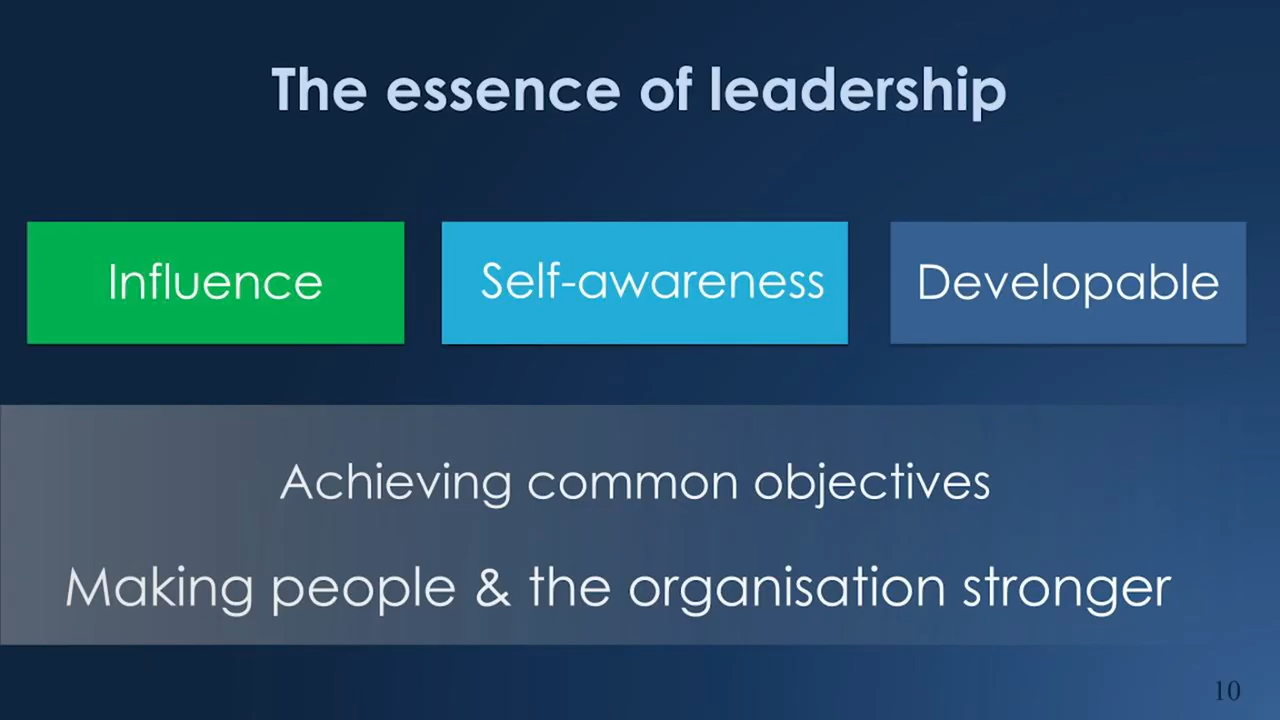 The essence of leadership
Influence
Self-awareness
Developable
Achieving common objectives
Making people & the organisation stronger
10